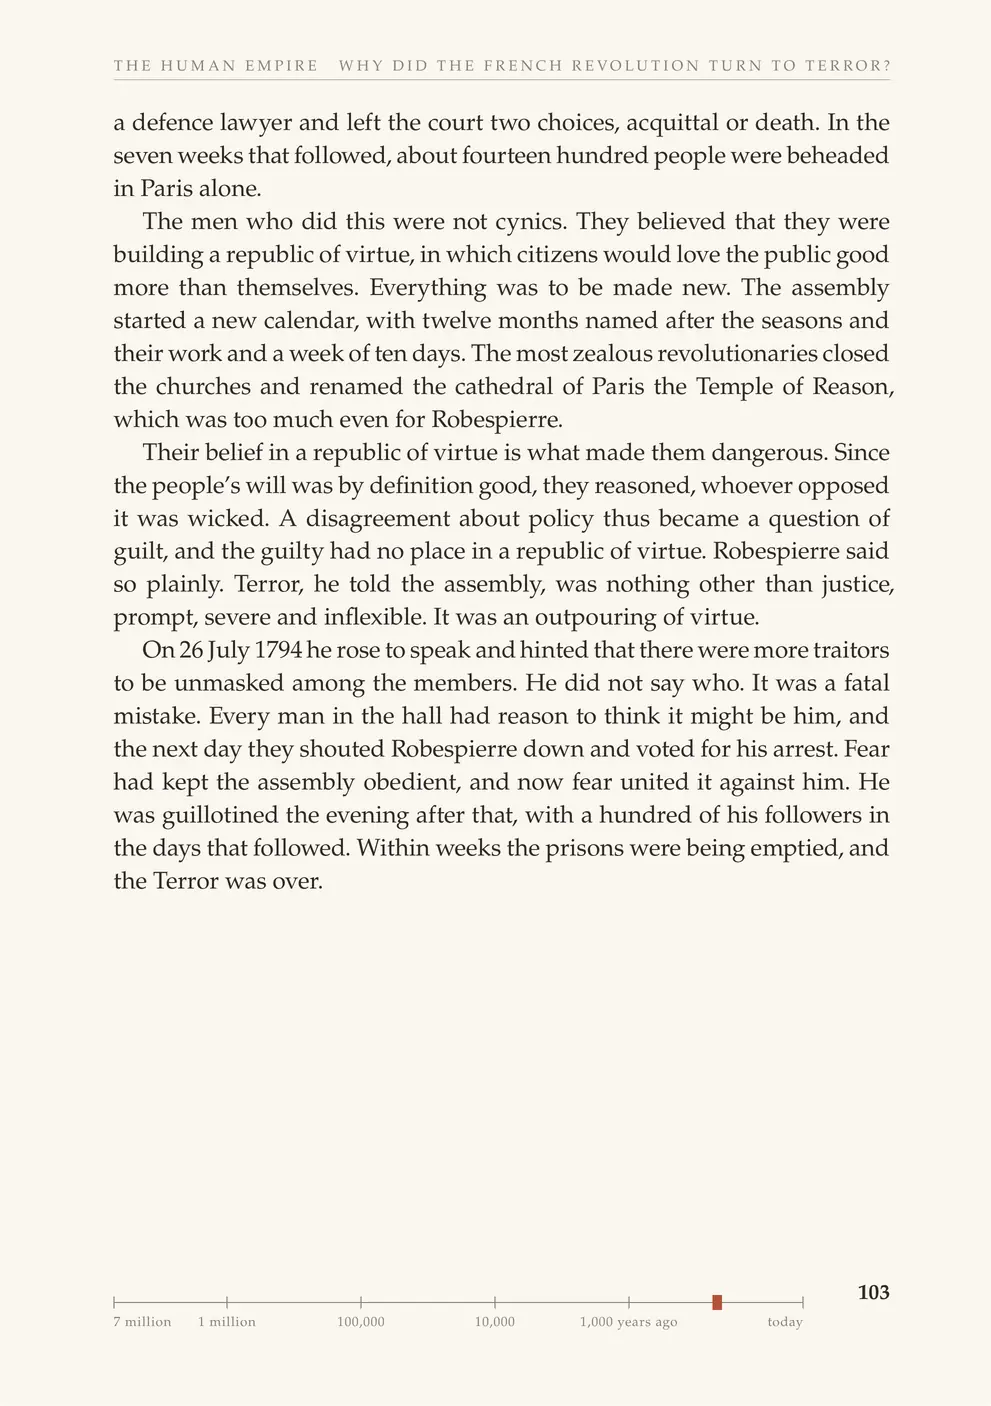 THE HUMAN EMPIRE WHY DID THE FRENCH REVOLUTION TURN TO TERROR?
a defence lawyer and left the court two choices, acquittal or death. In the
seven weeks that followed, about fourteen hundred people were beheaded
in Paris alone.
The men who did this were not cynics. They believed that they were
building a republic of virtue, in which citizens would love the public good
more than themselves. Everything was to be made new. The assembly
started a new calendar, with twelve months named after the seasons and
their work and a week of ten days. The most zealous revolutionaries closed
the churches and renamed the cathedral of Paris the Temple of Reason,
which was too much even for Robespierre.
Their belief in a republic of virtue is what made them dangerous. Since
the people’s will was by definition good, they reasoned, whoever opposed
it was wicked. A disagreement about policy thus became a question of
guilt, and the guilty had no place in a republic of virtue. Robespierre said
so plainly. Terror, he told the assembly, was nothing other than justice,
prompt, severe and inflexible. It was an outpouring of virtue.
On 26 July 1794 he rose to speak and hinted that there were more traitors
to be unmasked among the members. He did not say who. It was a fatal
mistake. Every man in the hall had reason to think it might be him, and
the next day they shouted Robespierre down and voted for his arrest. Fear
had kept the assembly obedient, and now fear united it against him. He
was guillotined the evening after that, with a hundred of his followers in
the days that followed. Within weeks the prisons were being emptied, and
the Terror was over.
103
7 million 1 million 100,000 10,000 1,000 years ago today